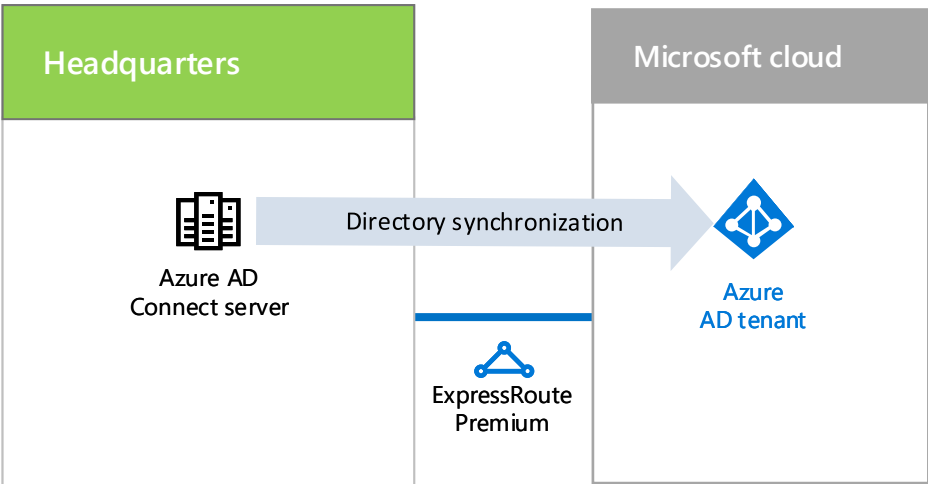 Headquarters
Microsoft cloud
Directory synchronization
Azure AD
Connect server
Azure
AD tenant
ExpressRoute
Premium